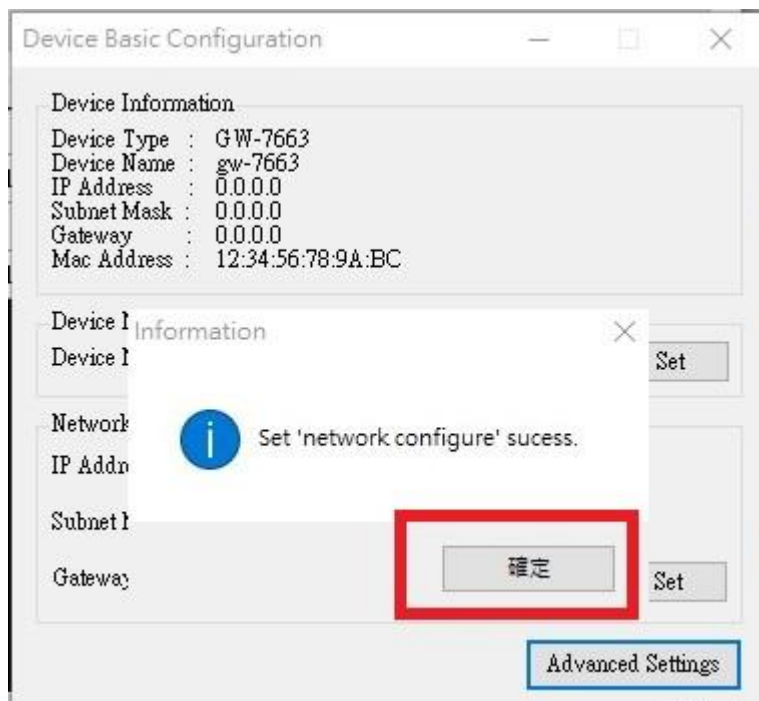 Device Basic Configuration
Device Information
Device Type : GW-7663
Device Name : gw-7663
IP Address : 0.0.0.0
Subnet Mask : 0.0.0.0
Gateway : 0.0.0.0
Mac Address : 12:34:56:78:9A:BC
Device
Information
Device
Set
Network
Set 'network configure' sucess.
IP
Subnet
確定
Gateway
Set
Advanced Settings